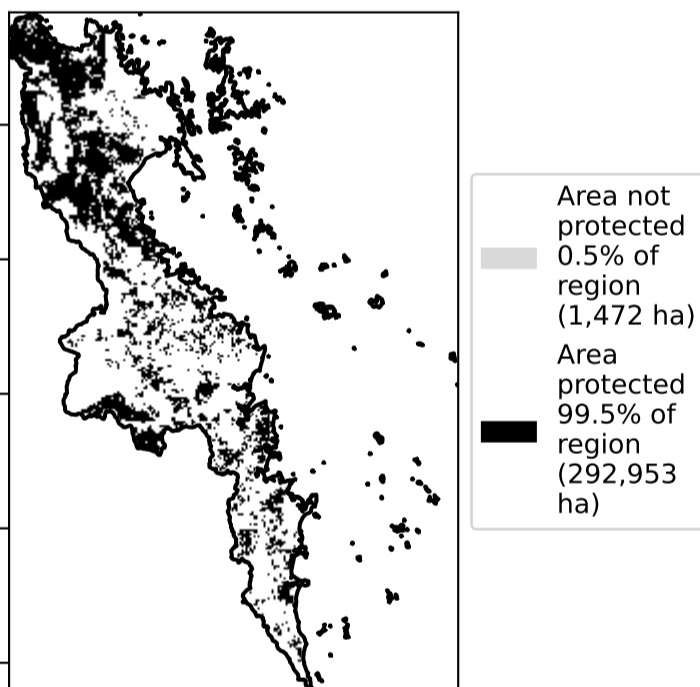 Area not
protected
0.5% of
region
(1,472 ha)
Area
protected
99.5% of
region
(292,953
ha)